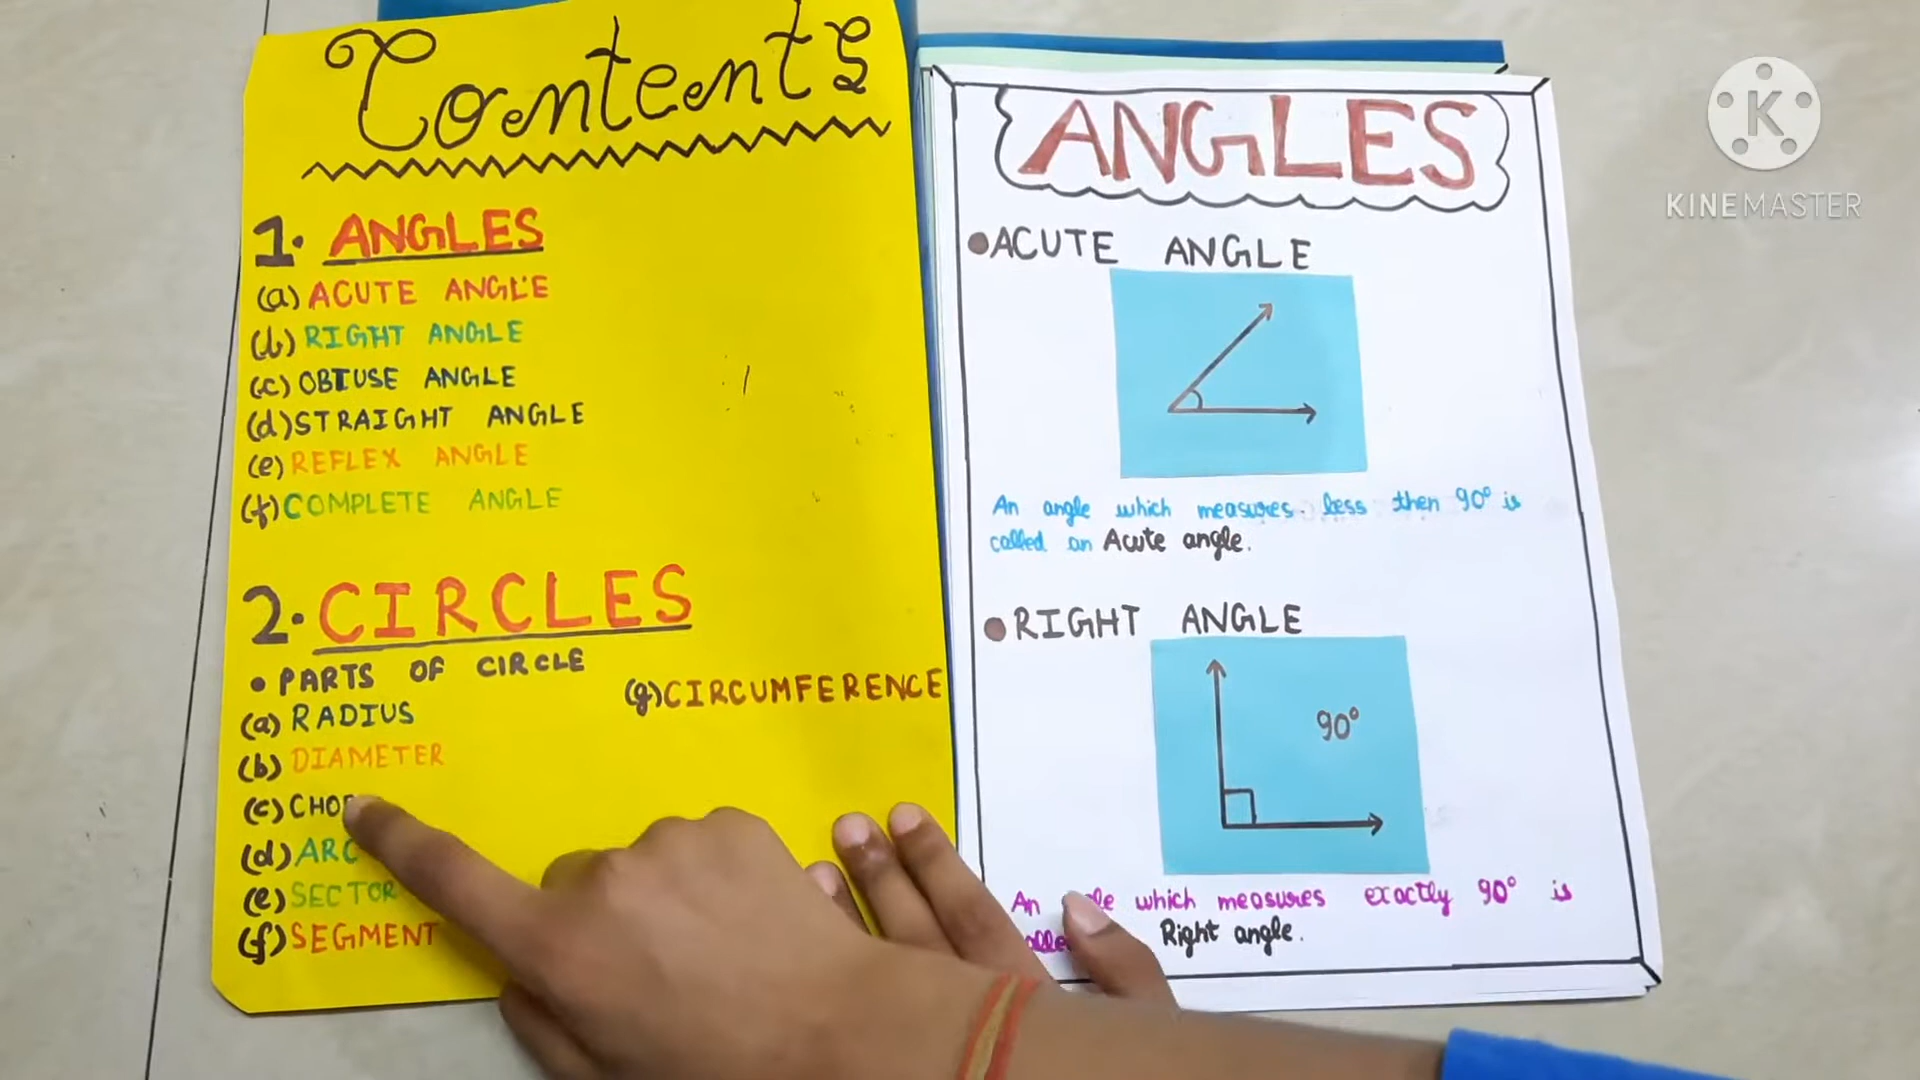 Contents
1. ANGLES
(a) ACUTE ANGLE
(b) RIGHT ANGLE
(c) OBTUSE ANGLE
(d) STRAIGHT ANGLE
(e) REFLEX ANGLE
(f) COMPLETE ANGLE
2. CIRCLES
• PARTS OF CIRCLE
(a) RADIUS
(b) DIAMETER
(c)
(d) ARC
(e) SECTOR
(f) SEGMENT
(g) CIRCUMFERENCE
ANGLES
• ACUTE ANGLE
An angle which measures less then 90° is
called an Acute angle.
• RIGHT ANGLE
90°
An which measures exactly 90° is
Right angle.
K
KINEMASTER